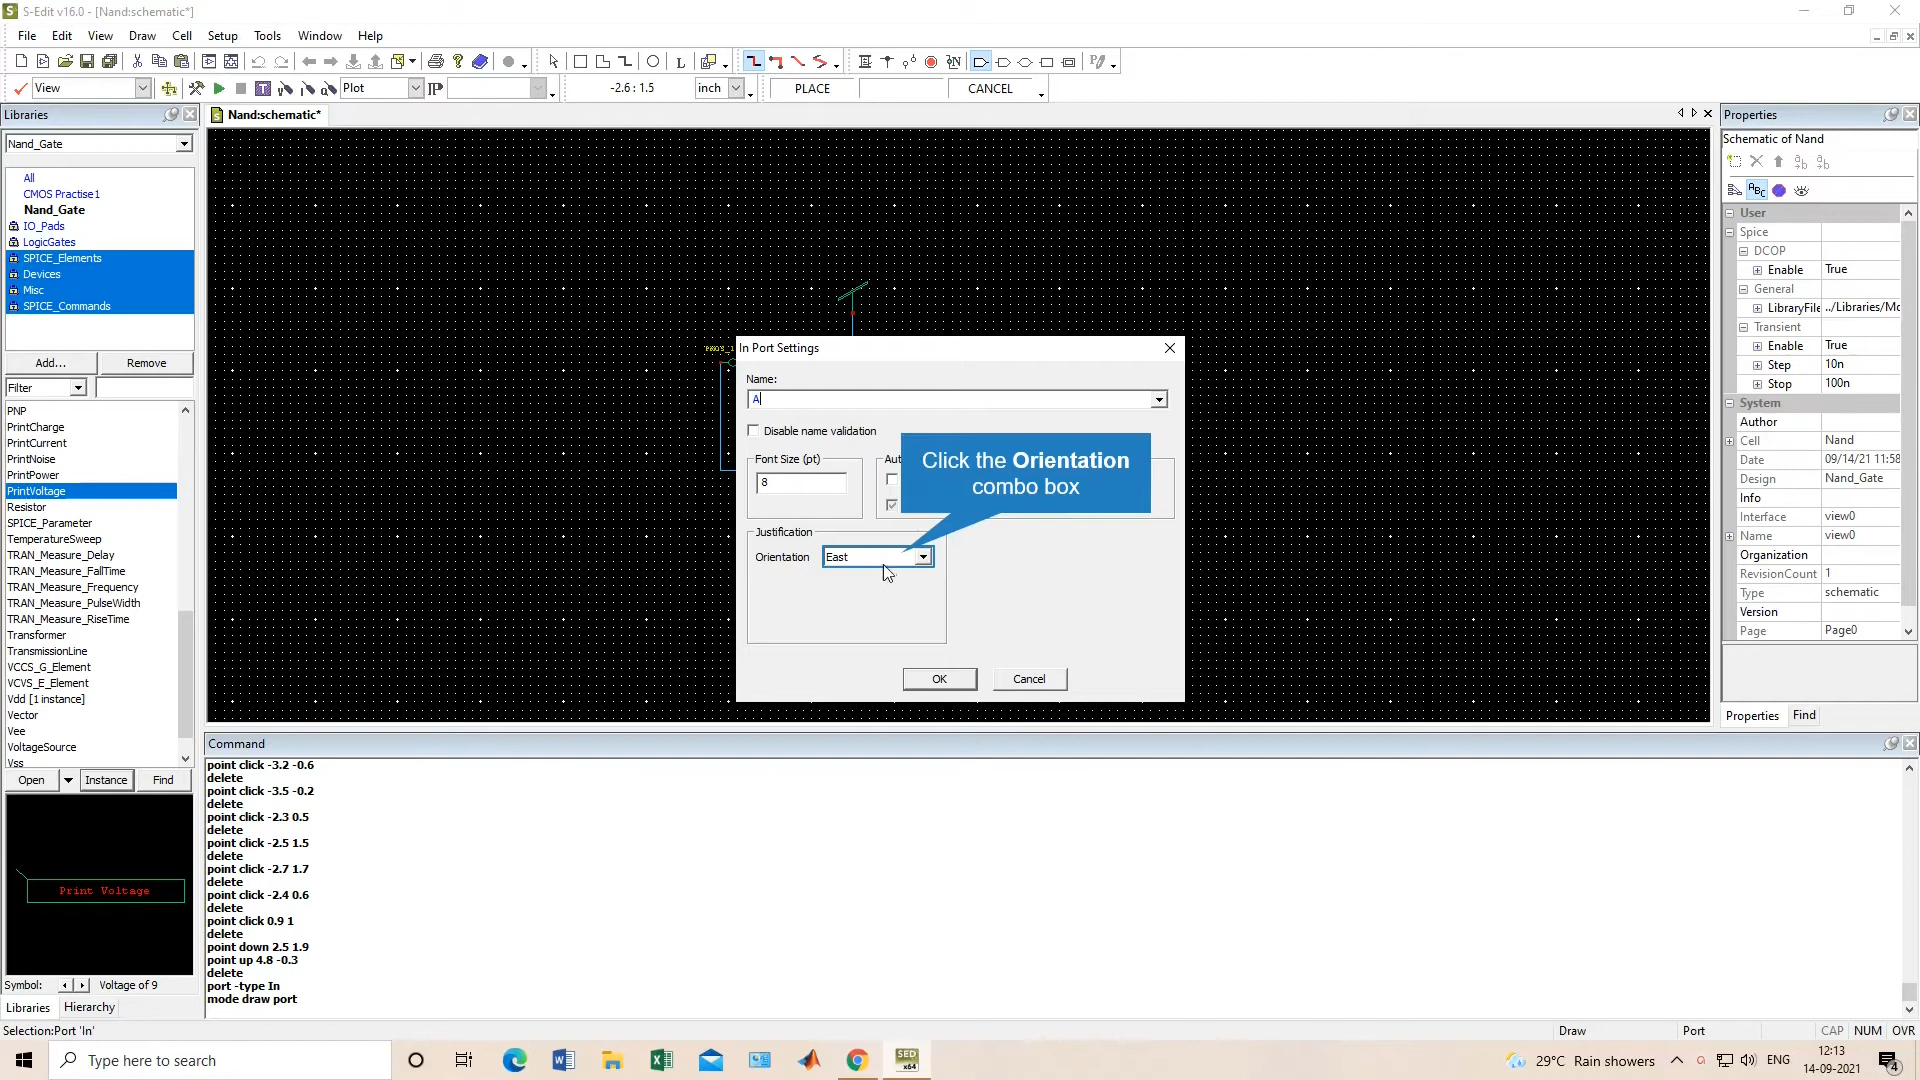 S-Edit v16.0 - [Nand:schematic*]
File Edit View Draw Cell Setup Tools Window Help
View Plot -2.6 : 1.5 inch PLACE CANCEL
Libraries
Nand:schematic*
Properties
Nand_Gate
Schematic of Nand
All
CMOS Practise1
Nand_Gate
IO_Pads
LogicGates
SPICE_Elements
Devices
Misc
SPICE_Commands
Add... Remove
Filter
PNP
PrintCharge
PrintCurrent
PrintNoise
PrintPower
PrintVoltage
Resistor
SPICE_Parameter
TemperatureSweep
TRAN_Measure_Delay
TRAN_Measure_FallTime
TRAN_Measure_Frequency
TRAN_Measure_PulseWidth
TRAN_Measure_RiseTime
Transformer
TransmissionLine
VCCS_G_Element
VCVS_E_Element
Vdd [1 instance]
Vector
Vee
VoltageSource
Vss
Open Instance Find
Print Voltage
Symbol: Voltage of 9
Libraries Hierarchy
In Port Settings
Name:
A
Disable name validation
Font Size (pt)
8
Click the Orientation
combo box
Justification
Orientation East
OK Cancel
User
Spice
DCOP
Enable True
General
LibraryFile ../Libraries/Mo
Transient
Enable True
Step 10n
Stop 100n
System
Author
Cell Nand
Date 09/14/21 11:58
Design Nand_Gate
Info
Interface view0
Name view0
Organization
RevisionCount 1
Type schematic
Version
Page Page0
Properties Find
Command
point click -3.2 -0.6
delete
point click -3.5 -0.2
delete
point click -2.3 0.5
delete
point click -2.5 1.5
delete
point click -2.7 1.7
delete
point click -2.4 0.6
delete
point click 0.9 1
delete
point down 2.5 1.9
point up 4.8 -0.3
delete
port -type In
mode draw port
Selection:Port 'In' Draw Port CAP NUM OVR
Type here to search
SED
x64
29°C Rain showers ENG
12:13
14-09-2021
4